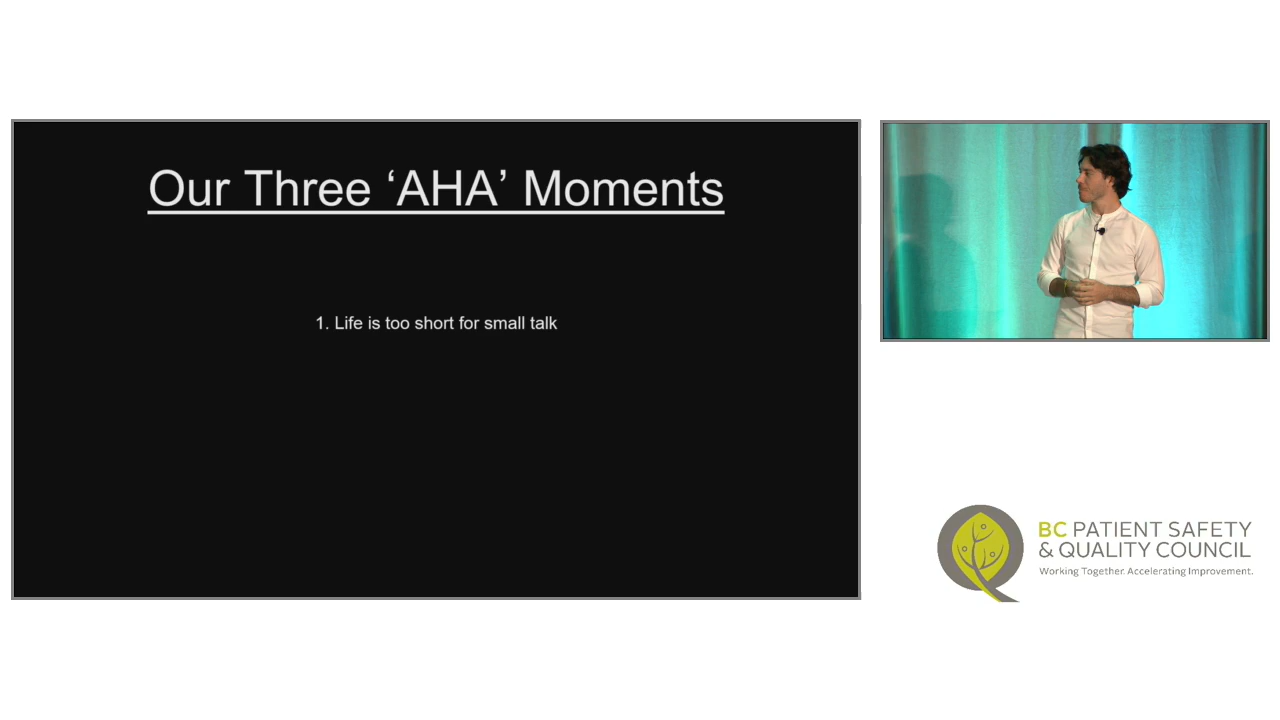 Our Three ‘AHA’ Moments
1. Life is too short for small talk
BC PATIENT SAFETY
& QUALITY COUNCIL
Working Together. Accelerating Improvement.